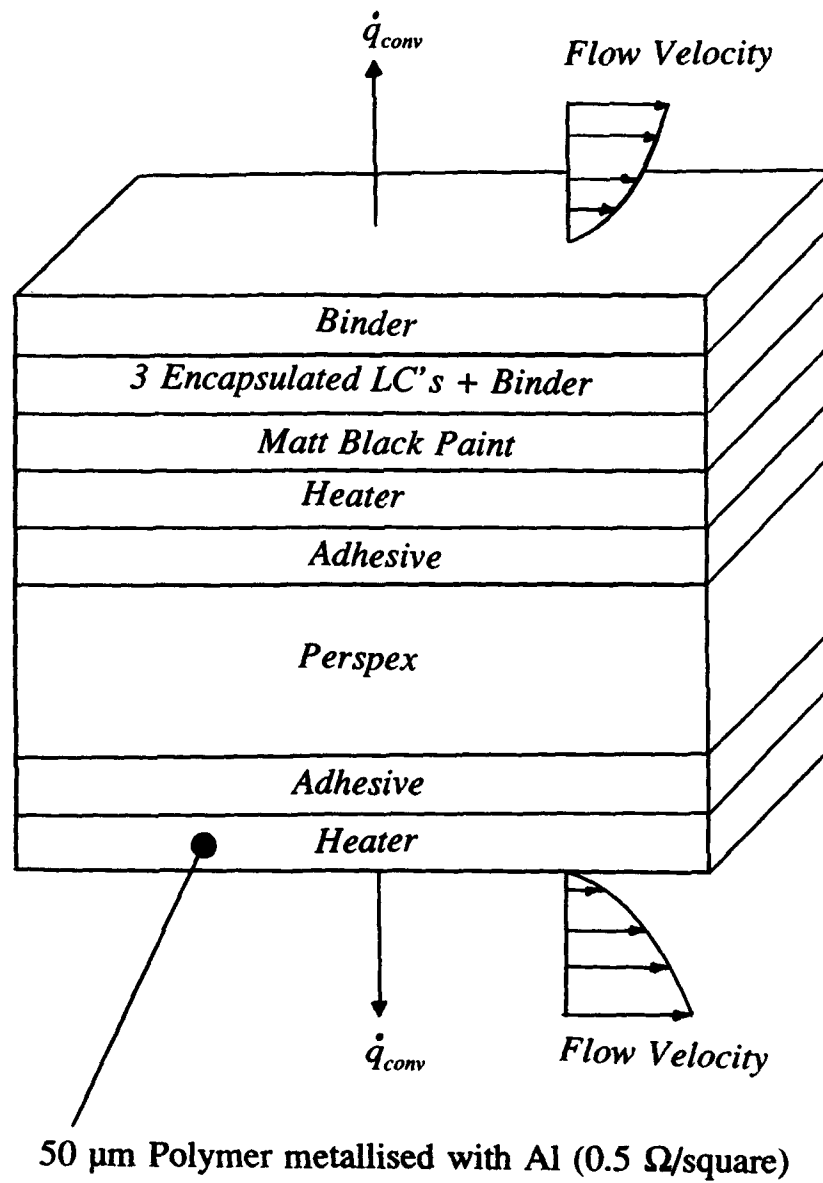 q̇conv
Flow Velocity
Binder
3 Encapsulated LC's + Binder
Matt Black Paint
Heater
Adhesive
Perspex
Adhesive
Heater
q̇conv
Flow Velocity
50 µm Polymer metallised with Al (0.5 Ω/square)